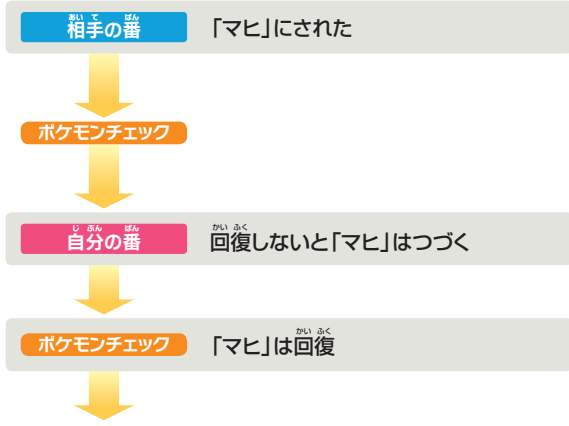 相手の番 「マヒ」にされた
ポケモンチェック
自分の番 回復しないと「マヒ」はつづく
ポケモンチェック 「マヒ」は回復